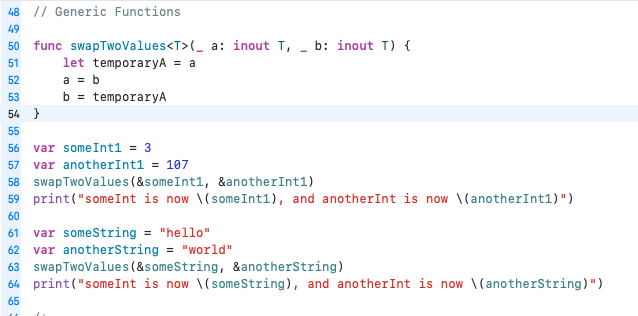 48 // Generic Functions
49
50 func swapTwoValues<T>(_ a: inout T, _ b: inout T) {
51     let temporaryA = a
52     a = b
53     b = temporaryA
54 }
55
56 var someInt1 = 3
57 var anotherInt1 = 107
58 swapTwoValues(&someInt1, &anotherInt1)
59 print("someInt is now \(someInt1), and anotherInt is now \(anotherInt1)")
60
61 var someString = "hello"
62 var anotherString = "world"
63 swapTwoValues(&someString, &anotherString)
64 print("someInt is now \(someString), and anotherInt is now \(anotherString)")
65